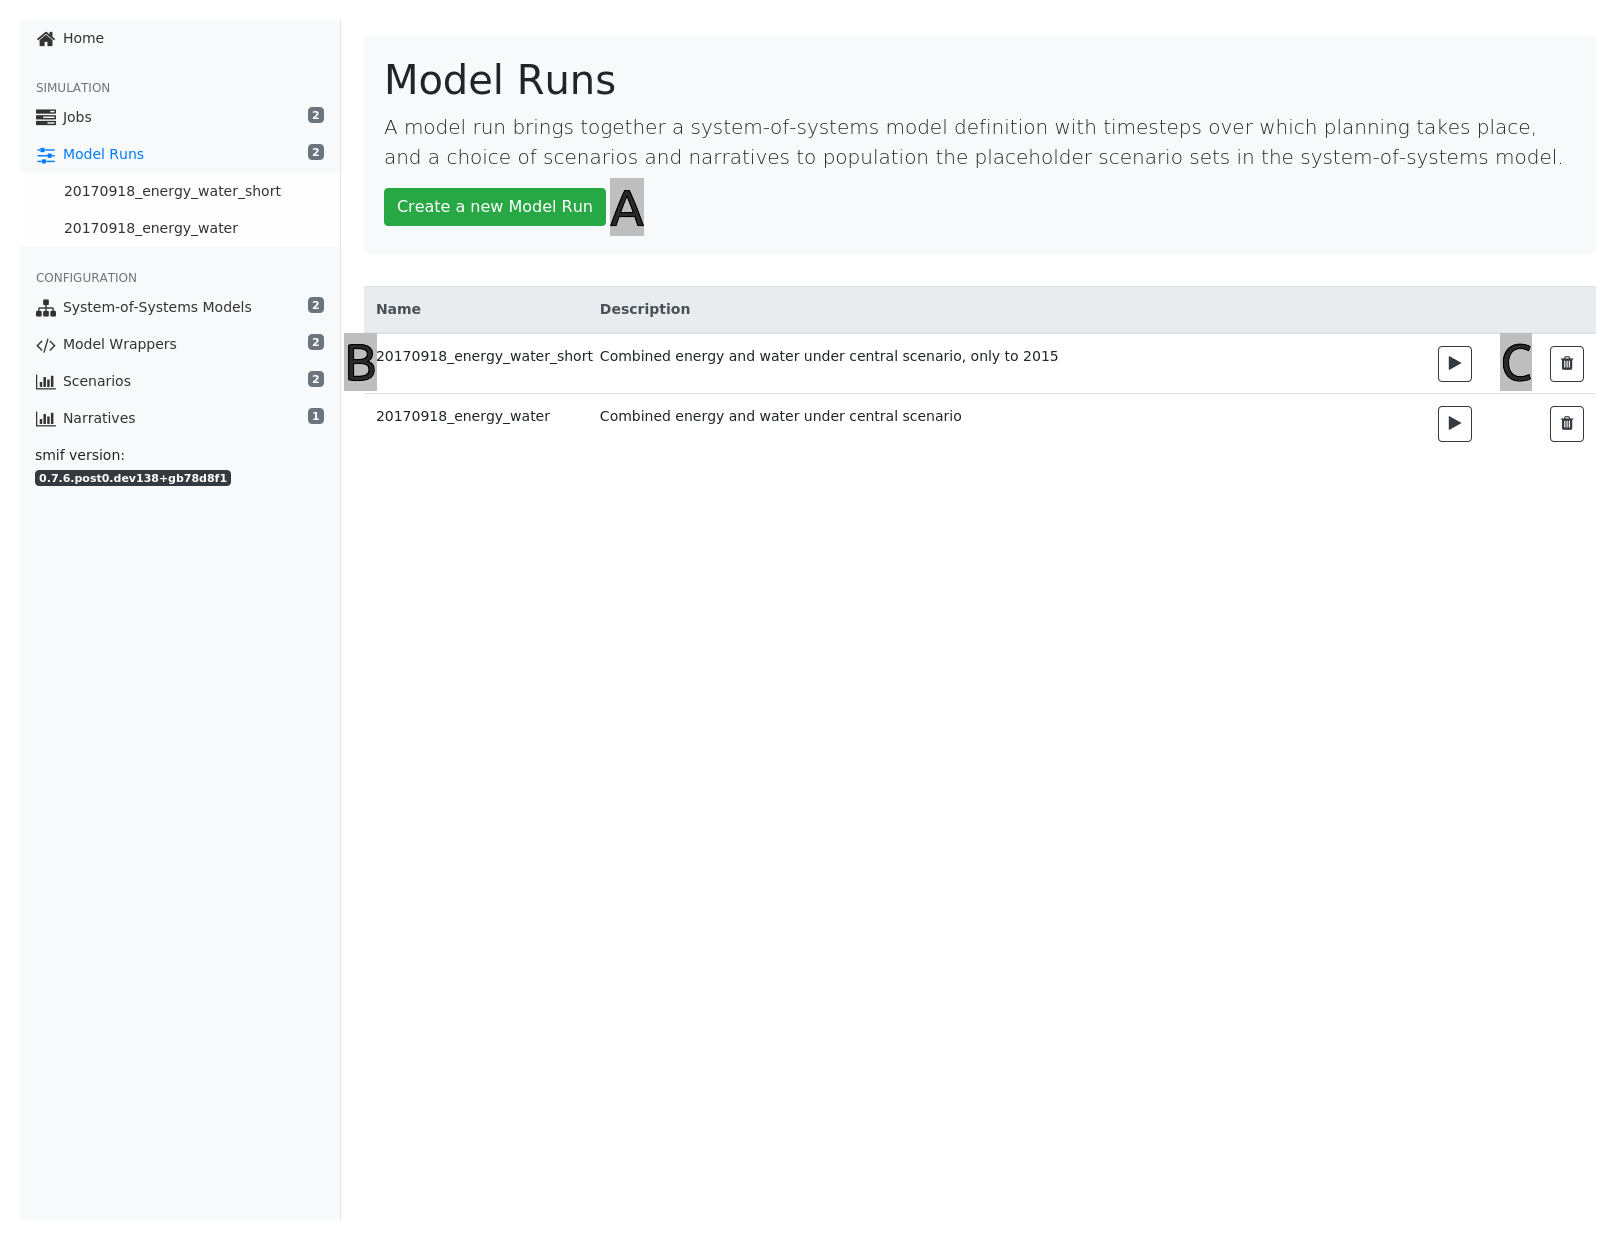 Home
SIMULATION
Jobs 2
Model Runs 2
20170918_energy_water_short
20170918_energy_water
CONFIGURATION
System-of-Systems Models 2
Model Wrappers 2
Scenarios 2
Narratives 1
smif version:
0.7.6.post0.dev138+gb78d8f1
Model Runs
A model run brings together a system-of-systems model definition with timesteps over which planning takes place,
and a choice of scenarios and narratives to population the placeholder scenario sets in the system-of-systems model.
Create a new Model Run A
Name Description
B 20170918_energy_water_short Combined energy and water under central scenario, only to 2015 C
20170918_energy_water Combined energy and water under central scenario